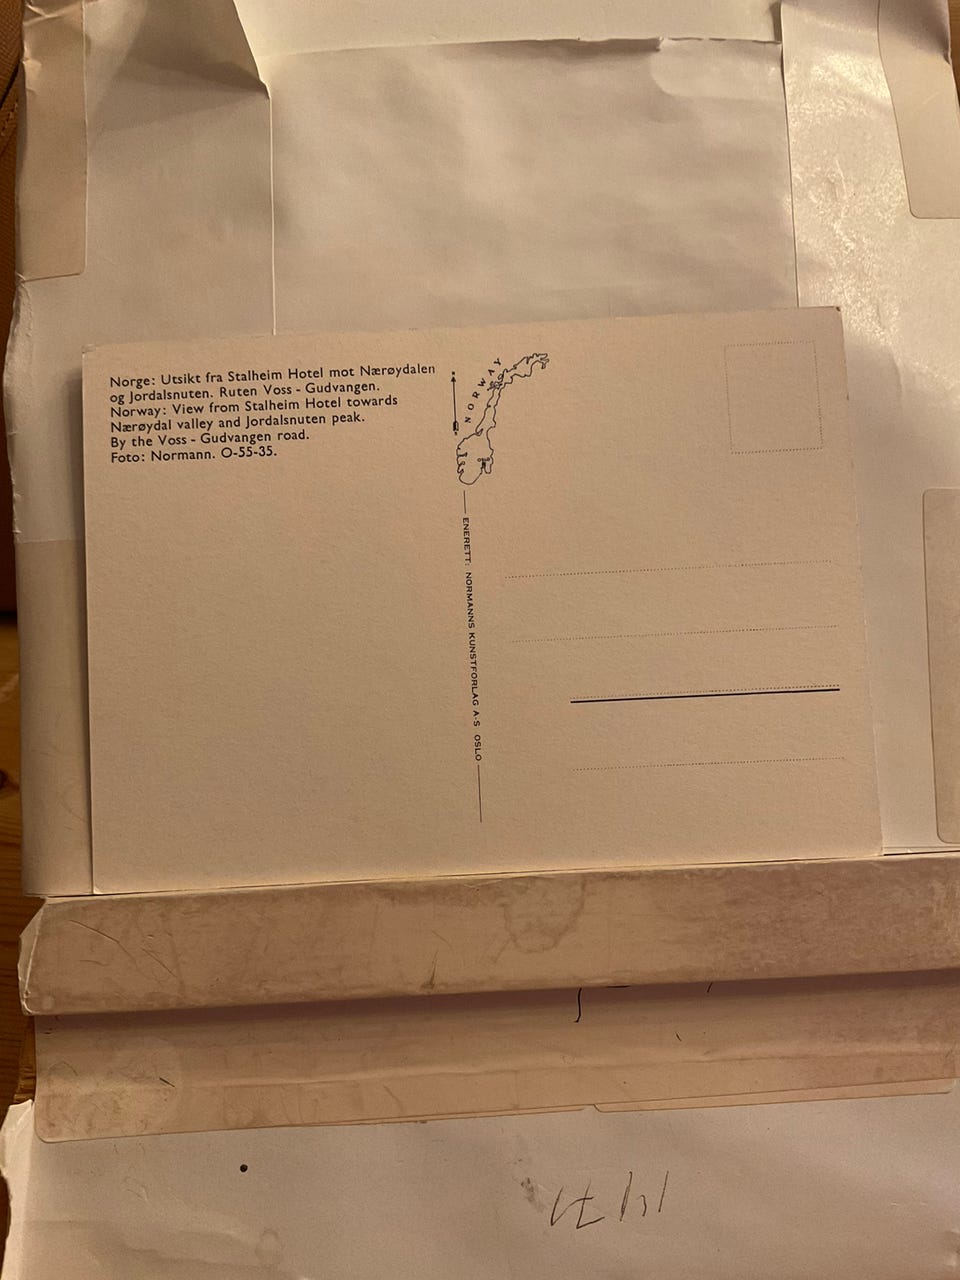 Norge: Utsikt fra Stalheim Hotel mot Nærøydalen
og Jordalsnuten. Ruten Voss - Gudvangen.
Norway: View from Stalheim Hotel towards
Nærøydal valley and Jordalsnuten peak.
By the Voss - Gudvangen road.
Foto: Normann. O-55-35.
NORWAY
ENERETT: NORMANNS KUNSTFORLAG A-S OSLO